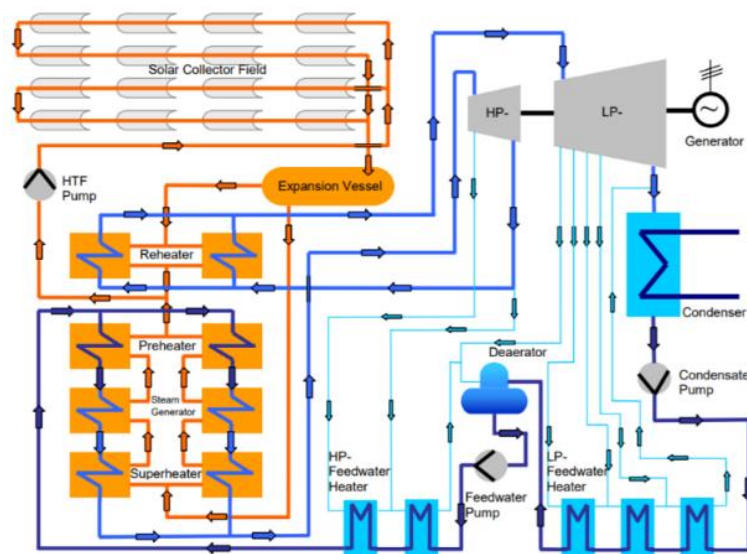 Solar Collector Field
HP-
LP-
Generator
HTF
Pump
Expansion Vessel
Reheater
Condenser
Preheater
Deaerator
Condensate
Pump
Steam
Generator
HP-
Feedwater
Heater
LP-
Feedwater
Heater
Superheater
Feedwater
Pump